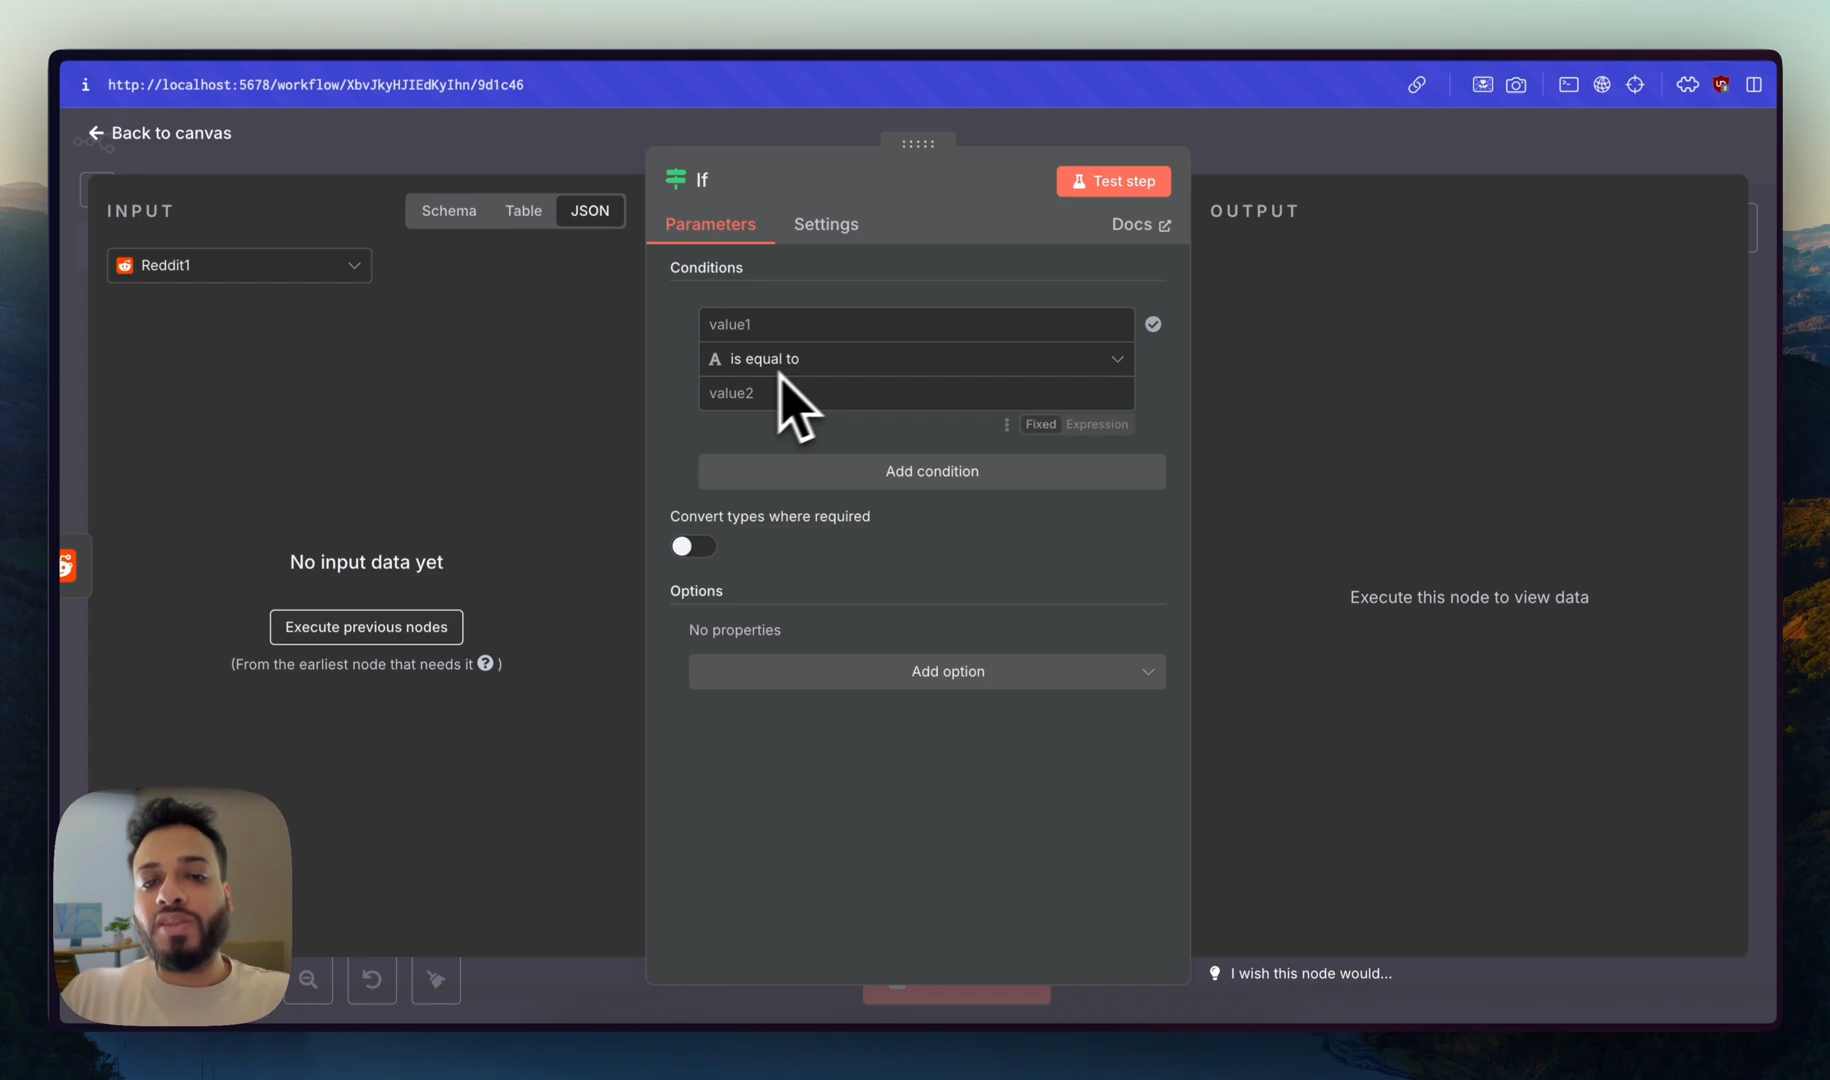 i http://localhost:5678/workflow/XbvJkyHJIEdKyIhn/9d1c46
Back to canvas
INPUT
Schema Table JSON
Reddit1
No input data yet
Execute previous nodes
(From the earliest node that needs it ? )
If
Test step
Parameters Settings Docs
Conditions
value1
A is equal to
value2
Fixed Expression
Add condition
Convert types where required
Options
No properties
Add option
OUTPUT
Execute this node to view data
I wish this node would...